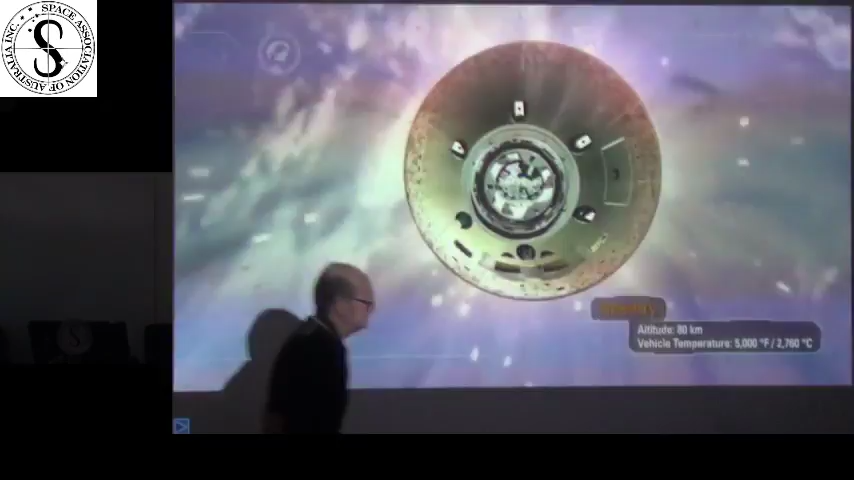 SPACE ASSOCIATION OF AUSTRALIA INC.
S
Altitude: 80 km
Vehicle Temperature: 5,000 °F / 2,760 °C